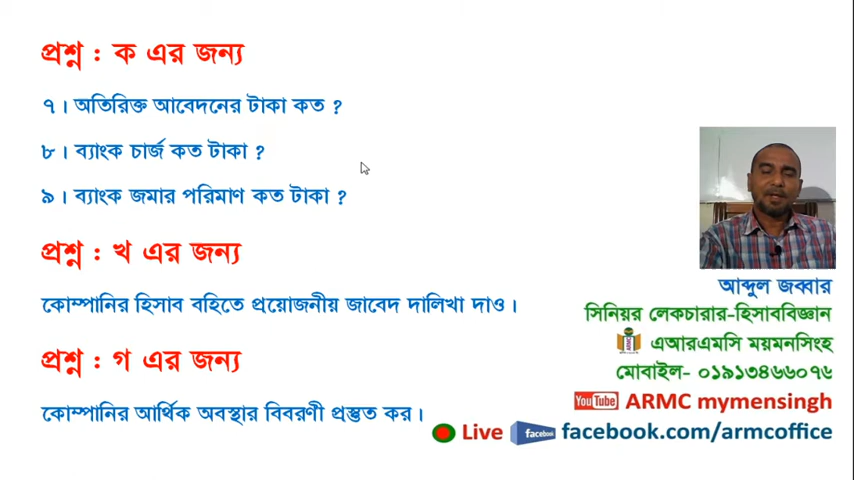 প্রশ্ন : ক এর জন্য
৭। অতিরিক্ত আবেদনের টাকা কত ?
৮। ব্যাংক চার্জ কত টাকা ?
৯। ব্যাংক জমার পরিমাণ কত টাকা ?
প্রশ্ন : খ এর জন্য
কোম্পানির হিসাব বহিতে প্রয়োজনীয় জাবেদ দালিখা দাও।
প্রশ্ন : গ এর জন্য
কোম্পানির আর্থিক অবস্থার বিবরণী প্রস্তুত কর।
আব্দুল জব্বার
সিনিয়র লেকচারার-হিসাববিজ্ঞান
ARMC এআরএমসি ময়মনসিংহ
মোবাইল- ০১৯১৩৪৬৬০৭৬
YouTube ARMC mymensingh
Live facebook facebook.com/armcoffice